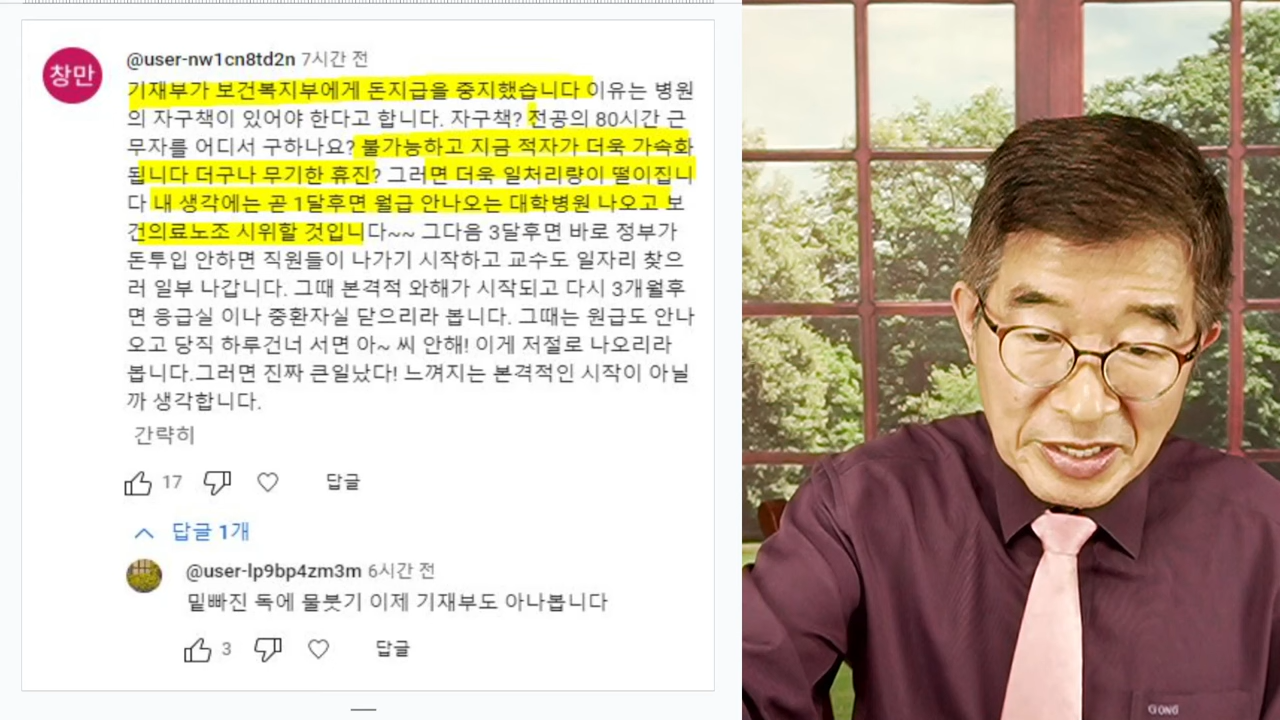 창만
@user-nw1cn8td2n 7시간 전
기재부가 보건복지부에게 돈지급을 중지했습니다 이유는 병원
의 자구책이 있어야 한다고 합니다. 자구책? 전공의 80시간 근
무자를 어디서 구하나요? 불가능하고 지금 적자가 더욱 가속화
됩니다 더구나 무기한 휴진? 그러면 더욱 일처리량이 떨이집니
다 내 생각에는 곧 1달후면 월급 안나오는 대학병원 나오고 보
건의료노조 시위할 것입니다~~ 그다음 3달후면 바로 정부가
돈투입 안하면 직원들이 나가기 시작하고 교수도 일자리 찾으
러 일부 나갑니다. 그때 본격적 와해가 시작되고 다시 3개월후
면 응급실 이나 중환자실 닫으리라 봅니다. 그때는 원급도 안나
오고 당직 하루건너 서면 아~ 씨 안해! 이게 저절로 나오리라
봅니다.그러면 진짜 큰일났다! 느껴지는 본격적인 시작이 아닐
까 생각합니다.
간략히
17 답글
답글 1개
@user-lp9bp4zm3m 6시간 전
밑빠진 독에 물붓기 이제 기재부도 아나봅니다
3 답글
GONG